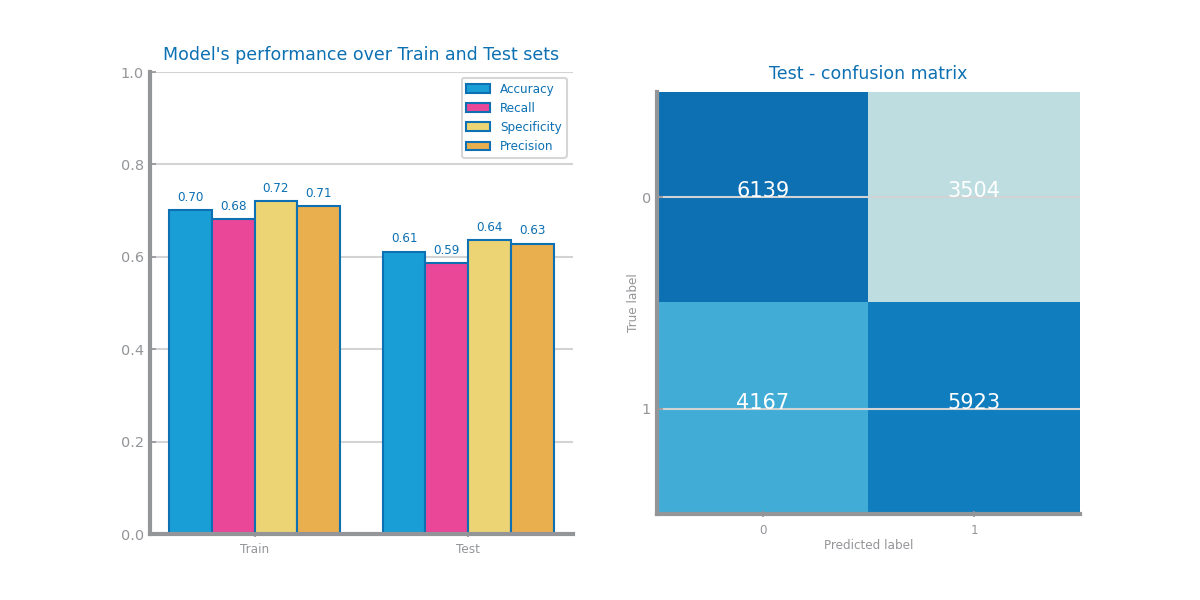 Model's performance over Train and Test sets
1.0
0.8
0.6
0.4
0.2
0.0
Accuracy
Recall
Specificity
Precision
0.70
0.68
0.72
0.71
0.61
0.59
0.64
0.63
Train
Test
Test - confusion matrix
True label
0
1
6139
3504
4167
5923
0
1
Predicted label